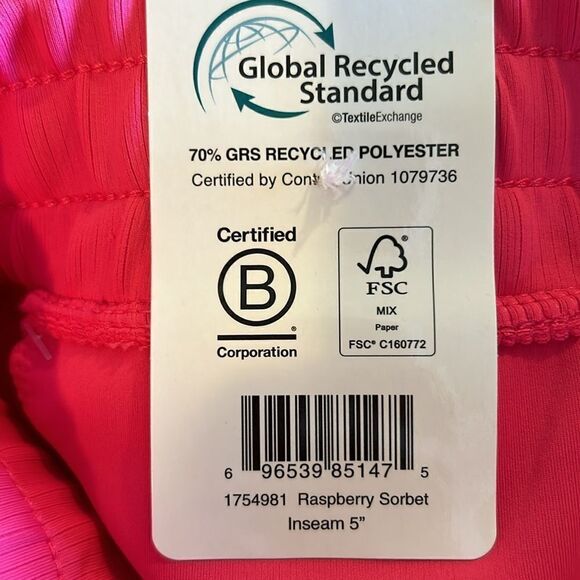 Global Recycled
Standard
©TextileExchange
70% GRS RECYCLED POLYESTER
Certified by 1079736
Certified
B
®
Corporation
FSC
MIX
Paper
FSC® C160772
6 96539 85147 5
1754981 Raspberry Sorbet
Inseam 5”